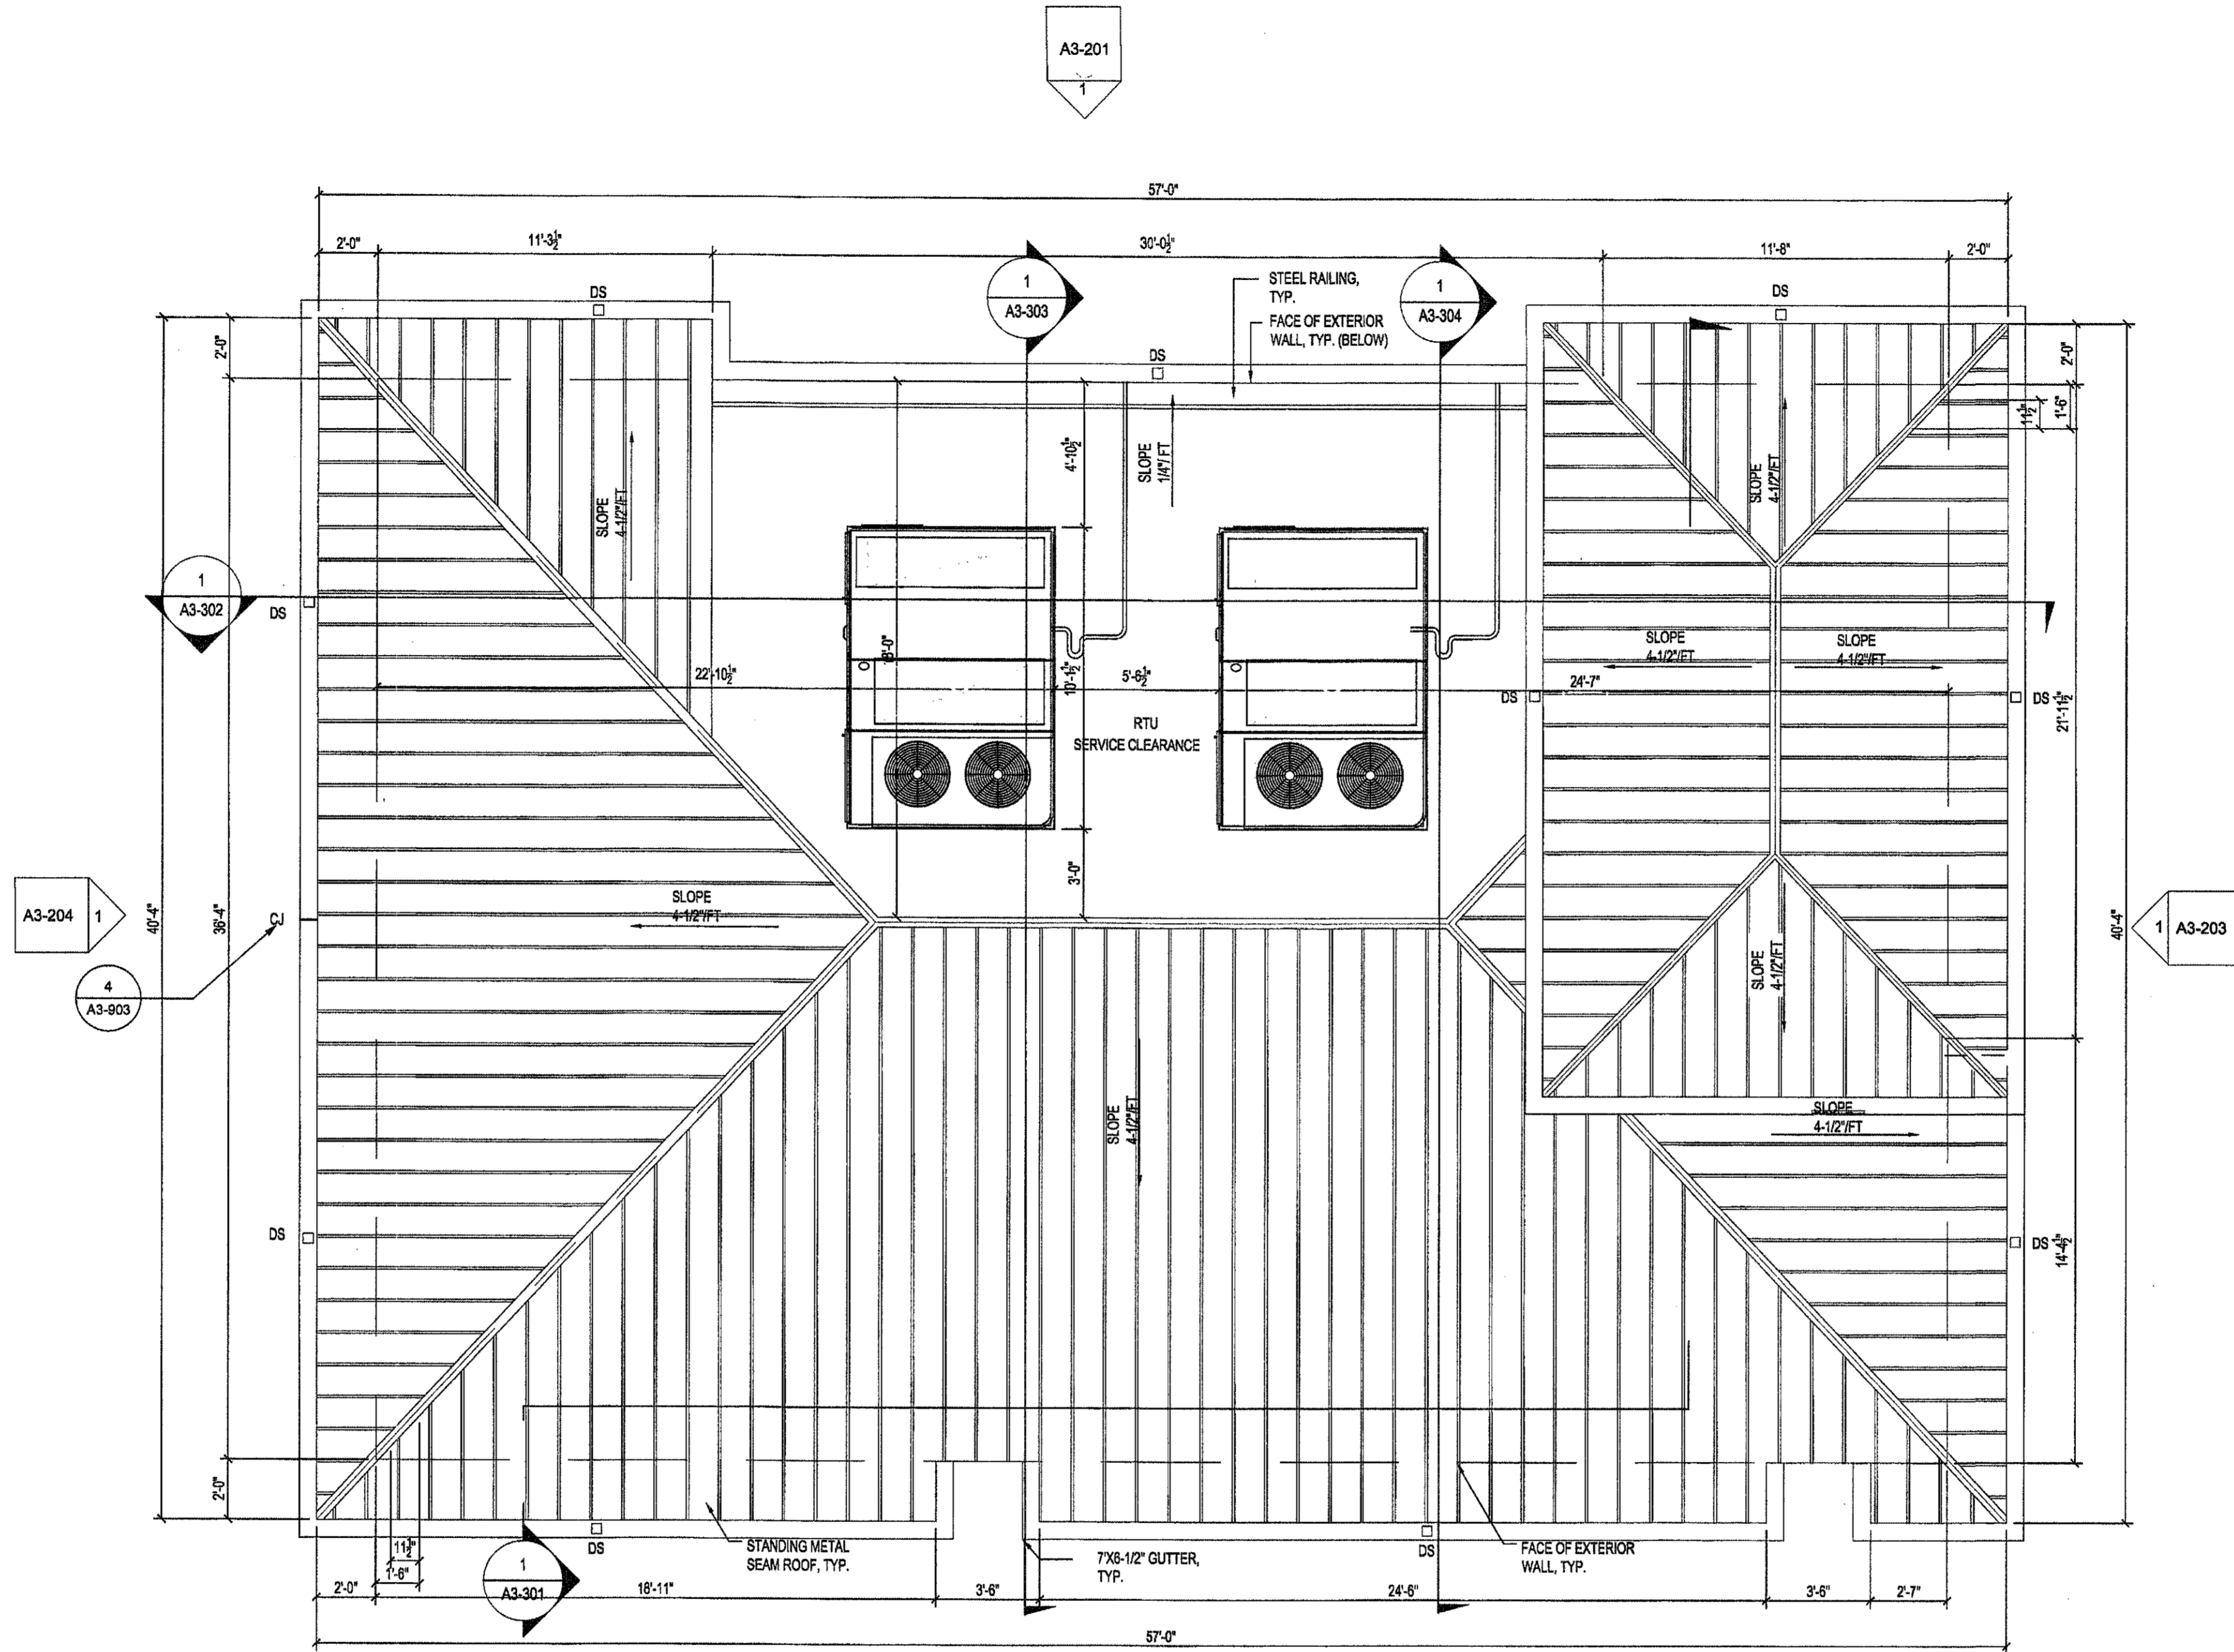 A3-201
1
57'-0"
2'-0"
11'-3½"
30'-0½"
11'-8"
2'-0"
STEEL RAILING,
TYP.
1
A3-303
1
A3-304
FACE OF EXTERIOR
WALL, TYP. (BELOW)
DS
DS
DS
2'-0"
2'-0"
1'-6"
11½"
4'-10½"
SLOPE
1/4"/ FT
SLOPE
4-1/2"/FT
SLOPE
4-1/2"/FT
1
A3-302
DS
SLOPE
4-1/2"/FT
SLOPE
4-1/2"/FT
22'-10½"
10'-1½"
5'-6½"
24'-7"
DS
DS
21'-11½"
RTU
SERVICE CLEARANCE
3'-0"
SLOPE
4-1/2"/FT
A3-204
1
CJ
40'-4"
36'-4"
4
A3-903
SLOPE
4-1/2"/FT
40'-4"
1
A3-203
SLOPE
4-1/2"/FT
SLOPE
4-1/2"/FT
DS
DS
14'-4½"
2'-0"
11½"
1'-6"
DS
STANDING METAL
SEAM ROOF, TYP.
7'X6-1/2" GUTTER,
TYP.
DS
FACE OF EXTERIOR
WALL, TYP.
1
A3-301
2'-0"
18'-11"
3'-6"
24'-6"
3'-6"
2'-7"
57'-0"